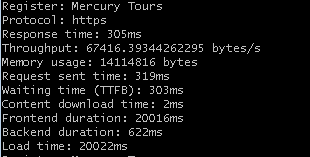 Register: Mercury Tours
Protocol: https
Response time: 305ms
Throughput: 67416.39344262295 bytes/s
Memory usage: 14114816 bytes
Request sent time: 319ms
Waiting time (TTFB): 303ms
Content download time: 2ms
Frontend duration: 20016ms
Backend duration: 622ms
Load time: 20022ms